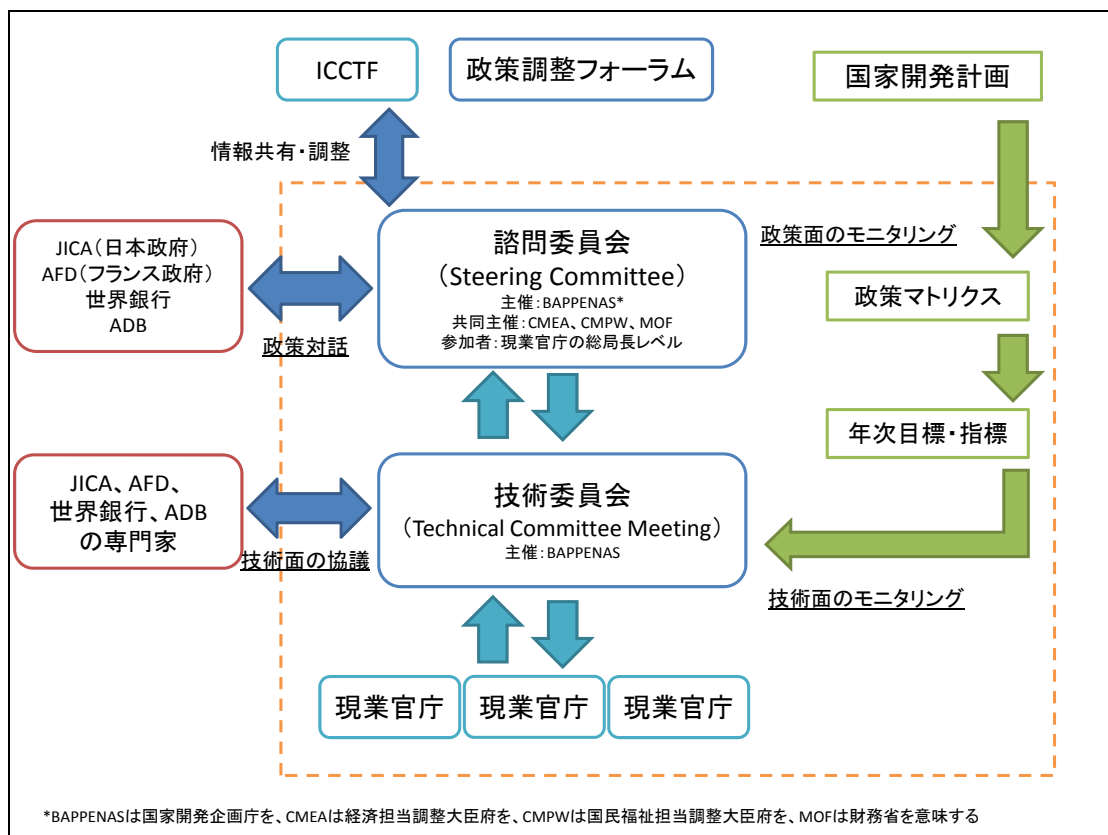 ICCTF
政策調整フォーラム
国家開発計画
情報共有・調整
JICA(日本政府)
AFD(フランス政府)
世界銀行
ADB
政策対話
諮問委員会
(Steering Committee)
主催:BAPPENAS*
共同主催:CMEA、CMPW、MOF
参加者:現業官庁の総局長レベル
政策面のモニタリング
政策マトリクス
年次目標・指標
JICA、AFD、
世界銀行、ADB
の専門家
技術面の協議
技術委員会
(Technical Committee Meeting)
主催:BAPPENAS
技術面のモニタリング
現業官庁
現業官庁
現業官庁
*BAPPENASは国家開発企画庁を、CMEAは経済担当調整大臣府を、CMPWは国民福祉担当調整大臣府を、MOFは財務省を意味する